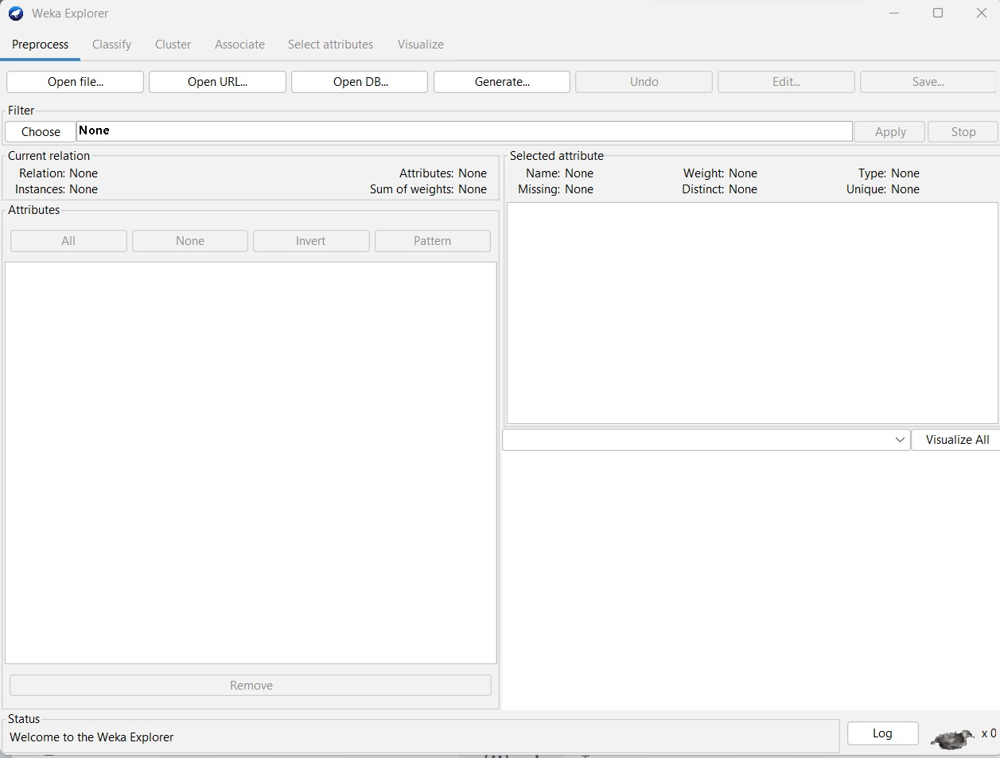 Weka Explorer
Preprocess Classify Cluster Associate Select attributes Visualize
Open file... Open URL... Open DB... Generate... Undo Edit... Save...
Filter
Choose None Apply Stop
Current relation
Relation: None Attributes: None
Instances: None Sum of weights: None
Selected attribute
Name: None Weight: None Type: None
Missing: None Distinct: None Unique: None
Attributes
All None Invert Pattern
Visualize All
Remove
Status
Welcome to the Weka Explorer
Log x 0